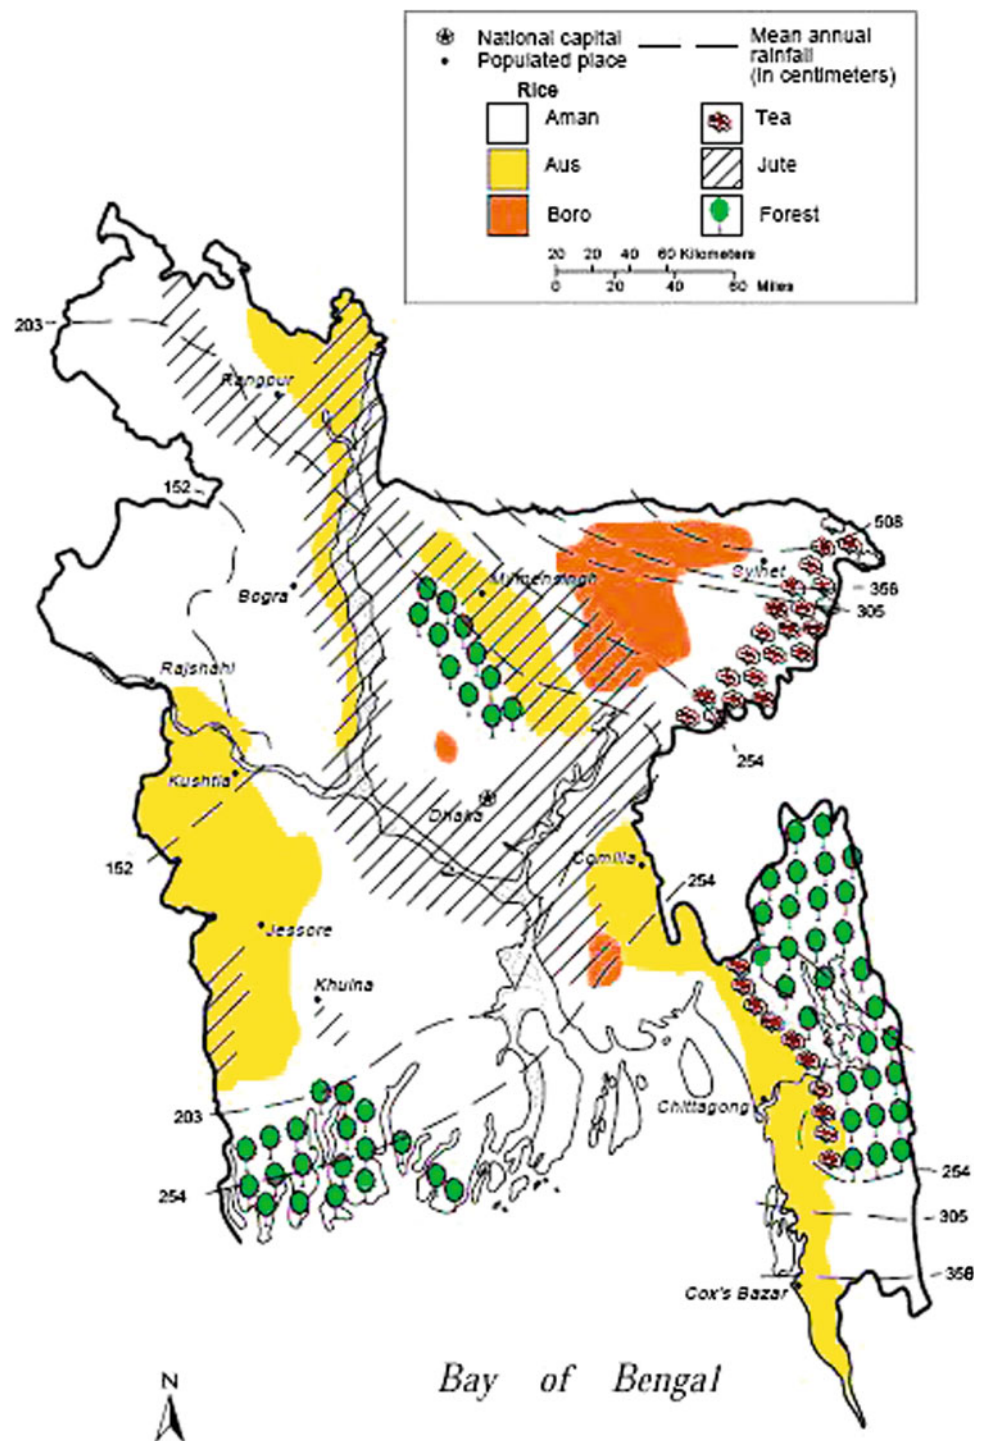 National capital
Populated place
Mean annual
rainfall
(in centimeters)
Rice
Aman
Aus
Boro
Tea
Jute
Forest
20 20 40 60 Kilometers
0 20 40 60 Miles
203
Rangpur
152
508
Mymensingh
Sylhet
356
305
Bogra
Rajshahi
254
Kushtia
Dhaka
152
Comilla
254
Jessore
Khulna
203
Chittagong
254
254
305
356
Cox's Bazar
Bay of Bengal
N